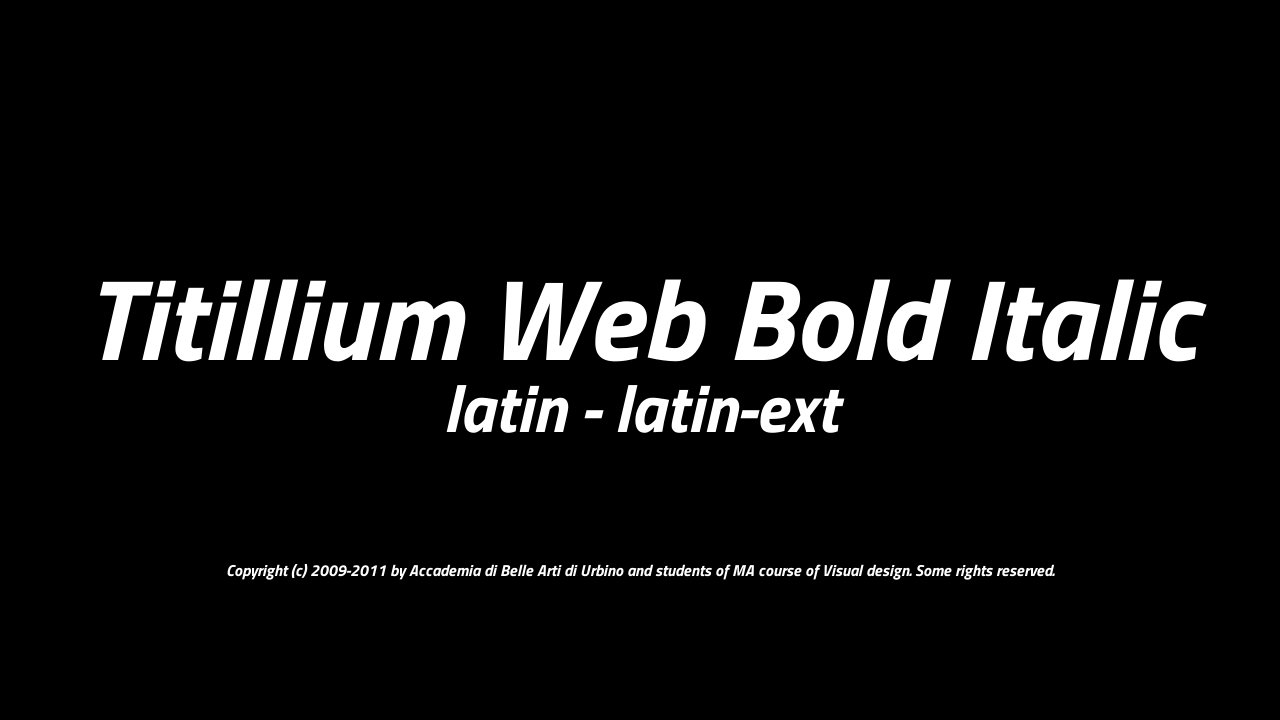 Titillium Web Bold Italic
latin - latin-ext
Copyright (c) 2009-2011 by Accademia di Belle Arti di Urbino and students of MA course of Visual design. Some rights reserved.